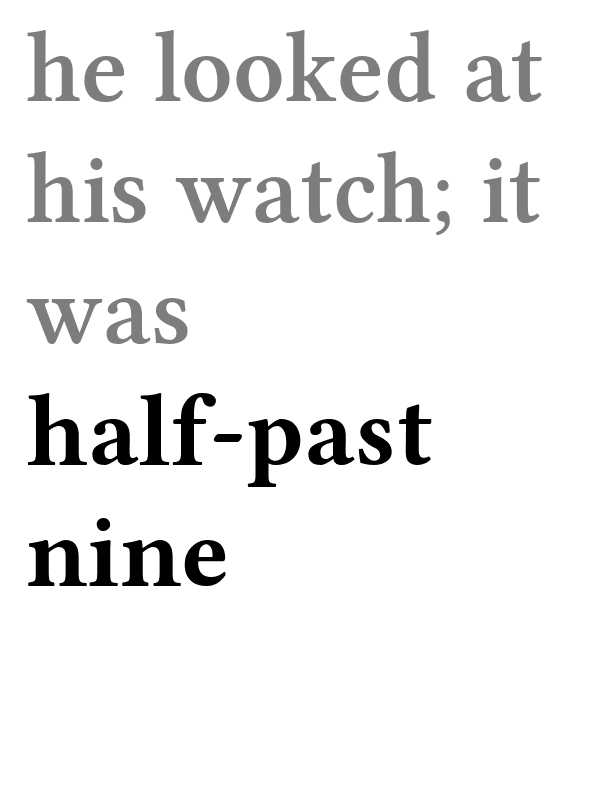 he looked at
his watch; it
was
half-past
nine